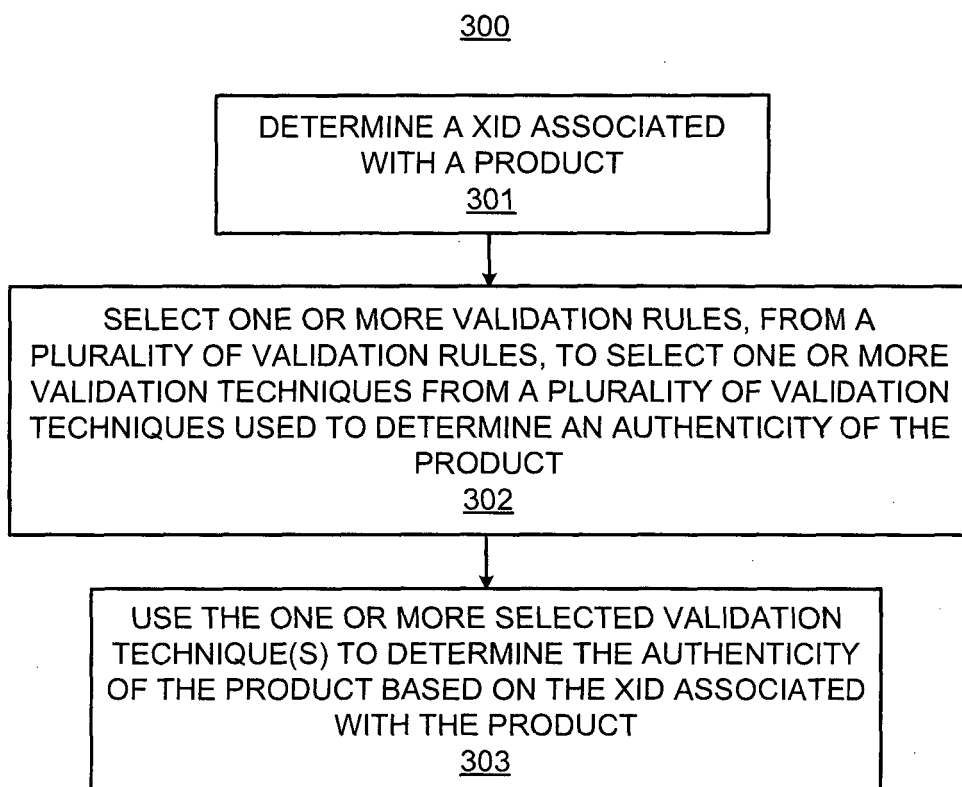 300
DETERMINE A XID ASSOCIATED
WITH A PRODUCT
301
SELECT ONE OR MORE VALIDATION RULES, FROM A
PLURALITY OF VALIDATION RULES, TO SELECT ONE OR MORE
VALIDATION TECHNIQUES FROM A PLURALITY OF VALIDATION
TECHNIQUES USED TO DETERMINE AN AUTHENTICITY OF THE
PRODUCT
302
USE THE ONE OR MORE SELECTED VALIDATION
TECHNIQUE(S) TO DETERMINE THE AUTHENTICITY
OF THE PRODUCT BASED ON THE XID ASSOCIATED
WITH THE PRODUCT
303